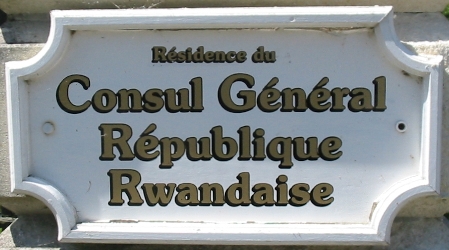 Résidence du
Consul Général
République
Rwandaise